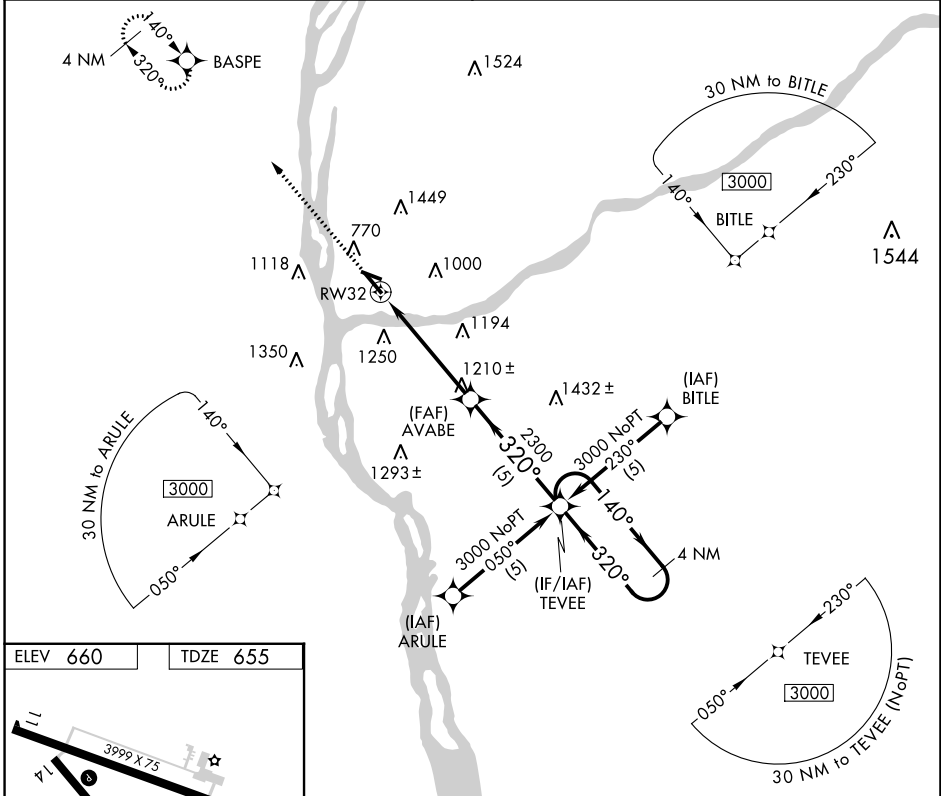 140°
4 NM
320°
BASPE
1524
30 NM to BITLE
140°
3000
230°
BITLE
1544
1449
770
1118
1000
RW32
1194
1250
1350
1210 ±
1432 ±
(IAF)
BITLE
(FAF)
AVABE
2300
320°
(5)
3000 NoPT
230°
(5)
1293 ±
30 NM to ARULE
140°
3000
ARULE
050°
3000 NoPT
050°
(5)
140°
4 NM
320°
(IF/IAF)
TEVEE
(IAF)
ARULE
230°
TEVEE
050°
3000
30 NM to TEVEE (NoPT)
ELEV 660
TDZE 655
11
3999 X 75
14
P